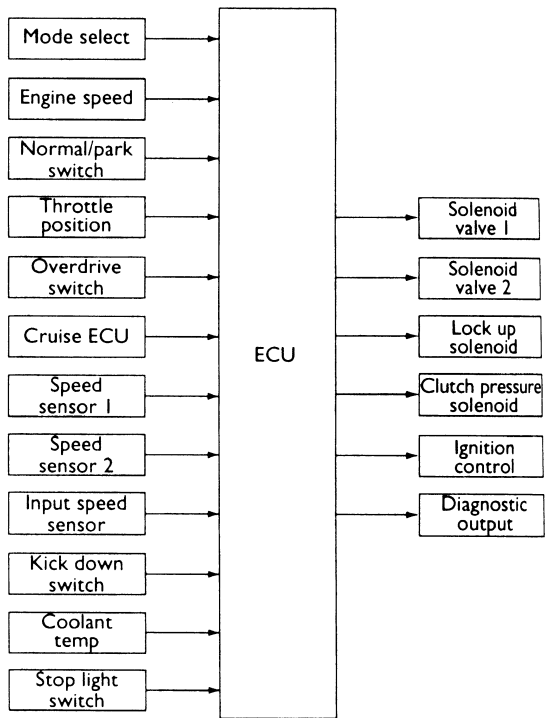 Mode select
Engine speed
Normal/park
switch
Throttle
position
Overdrive
switch
Cruise ECU
Speed
sensor 1
Speed
sensor 2
Input speed
sensor
Kick down
switch
Coolant
temp
Stop light
switch
ECU
Solenoid
valve 1
Solenoid
valve 2
Lock up
solenoid
Clutch pressure
solenoid
Ignition
control
Diagnostic
output